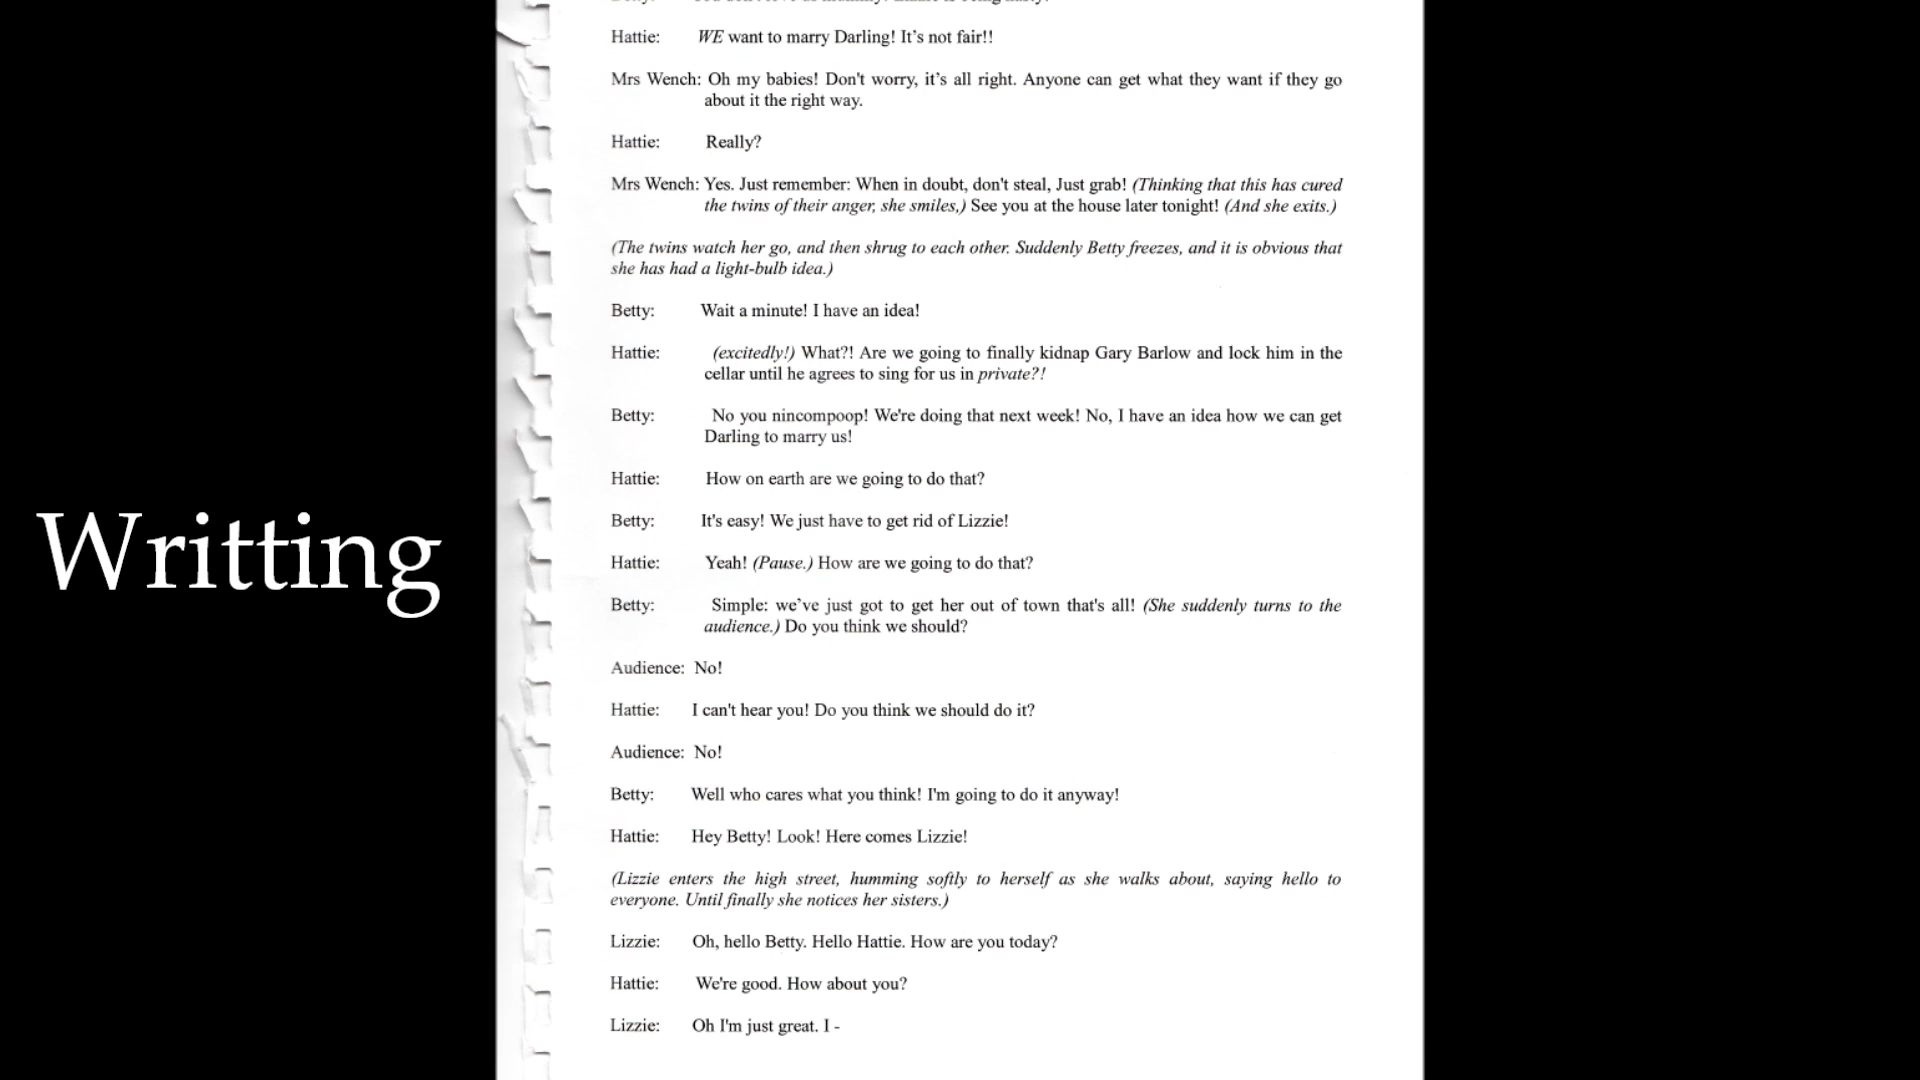 Hattie: WE want to marry Darling! It’s not fair!!
Mrs Wench: Oh my babies! Don't worry, it’s all right. Anyone can get what they want if they go
about it the right way.
Hattie: Really?
Mrs Wench: Yes. Just remember: When in doubt, don't steal, Just grab! (Thinking that this has cured
the twins of their anger, she smiles,) See you at the house later tonight! (And she exits.)
(The twins watch her go, and then shrug to each other. Suddenly Betty freezes, and it is obvious that
she has had a light-bulb idea.)
Betty: Wait a minute! I have an idea!
Hattie: (excitedly!) What?! Are we going to finally kidnap Gary Barlow and lock him in the
cellar until he agrees to sing for us in private?!
Betty: No you nincompoop! We're doing that next week! No, I have an idea how we can get
Darling to marry us!
Hattie: How on earth are we going to do that?
Betty: It's easy! We just have to get rid of Lizzie!
Hattie: Yeah! (Pause.) How are we going to do that?
Betty: Simple: we’ve just got to get her out of town that's all! (She suddenly turns to the
audience.) Do you think we should?
Audience: No!
Hattie: I can't hear you! Do you think we should do it?
Audience: No!
Betty: Well who cares what you think! I'm going to do it anyway!
Hattie: Hey Betty! Look! Here comes Lizzie!
(Lizzie enters the high street, humming softly to herself as she walks about, saying hello to
everyone. Until finally she notices her sisters.)
Lizzie: Oh, hello Betty. Hello Hattie. How are you today?
Hattie: We're good. How about you?
Lizzie: Oh I'm just great. I -
Writting